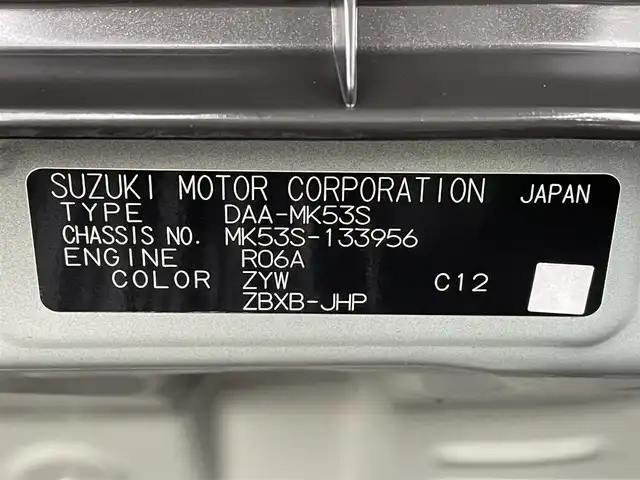 SUZUKI MOTOR CORPORATION JAPAN
TYPE DAA-MK53S
CHASSIS NO. MK53S-133956
ENGINE R06A
COLOR ZYW C12
ZBXB-JHP